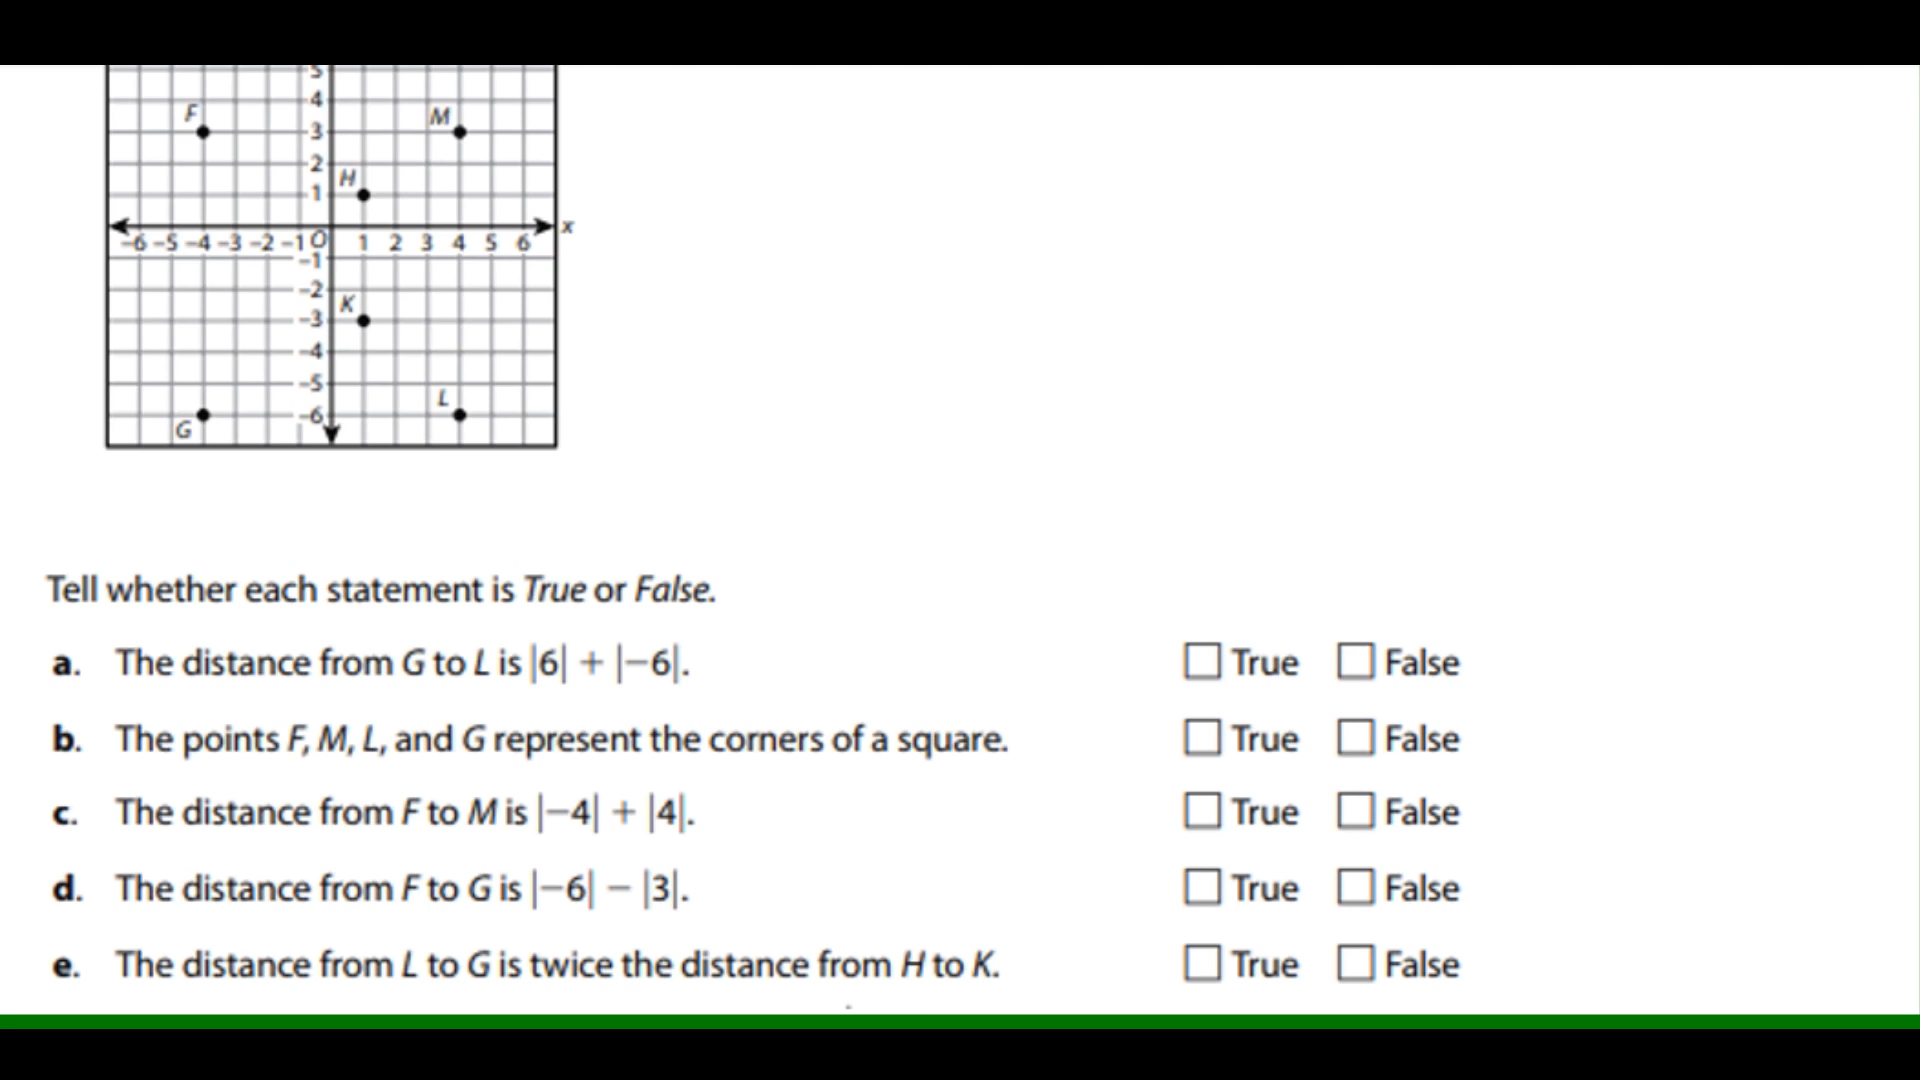 5
4
F
M
3
2
H
1
x
−6 −5 −4 −3 −2 −1 O 1 2 3 4 5 6
−1
−2
K
−3
−4
−5
L
−6
G
Tell whether each statement is True or False.
a. The distance from G to L is |6| + |−6|. True False
b. The points F, M, L, and G represent the corners of a square. True False
c. The distance from F to M is |−4| + |4|. True False
d. The distance from F to G is |−6| − |3|. True False
e. The distance from L to G is twice the distance from H to K. True False